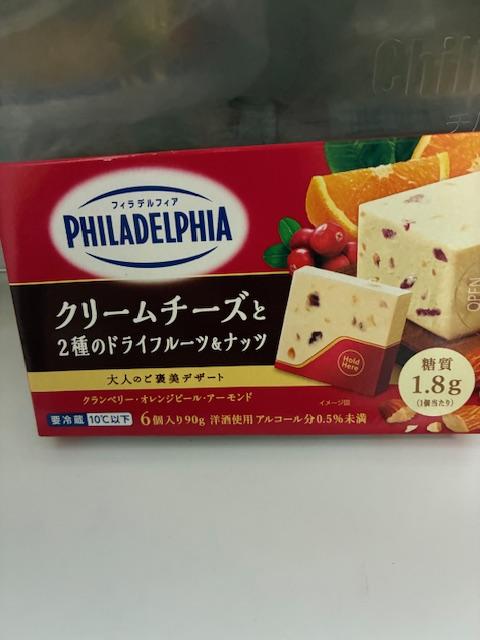 Chill
チル
フィラデルフィア
PHILADELPHIA
クリームチーズと
2種のドライフルーツ&ナッツ
大人のご褒美デザート
クランベリー・オレンジピール・アーモンド
要冷蔵 10℃以下 6個入り90g 洋酒使用 アルコール分0.5%未満
Hold
Here
イメージ図
OPEN
糖質
1.8g
(1個当たり)